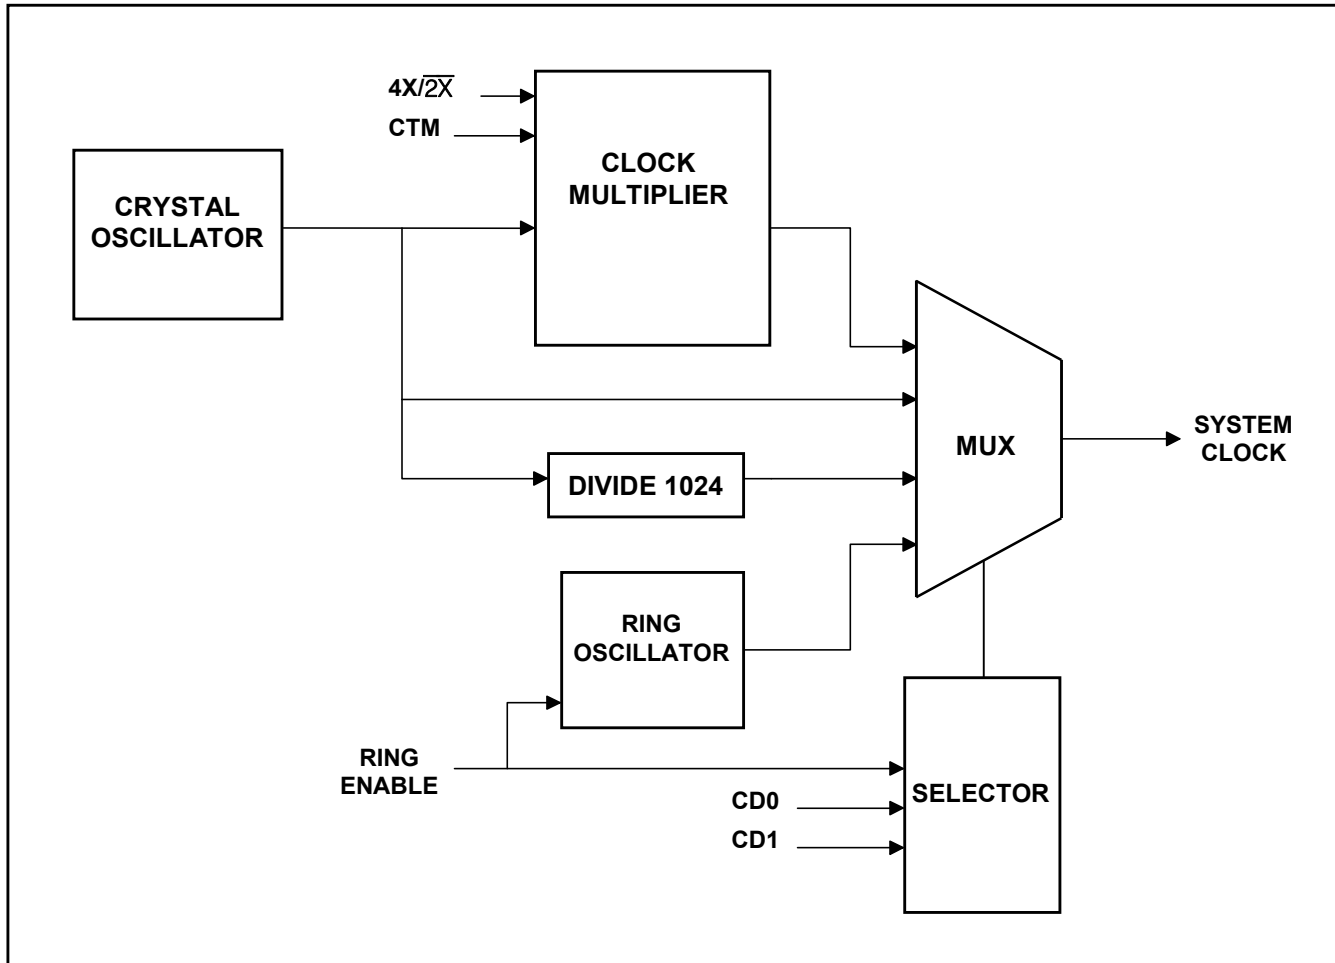 4X/2X̅
CTM
CLOCK
MULTIPLIER
CRYSTAL
OSCILLATOR
MUX
SYSTEM
CLOCK
DIVIDE 1024
RING
OSCILLATOR
RING
ENABLE
CD0
CD1
SELECTOR